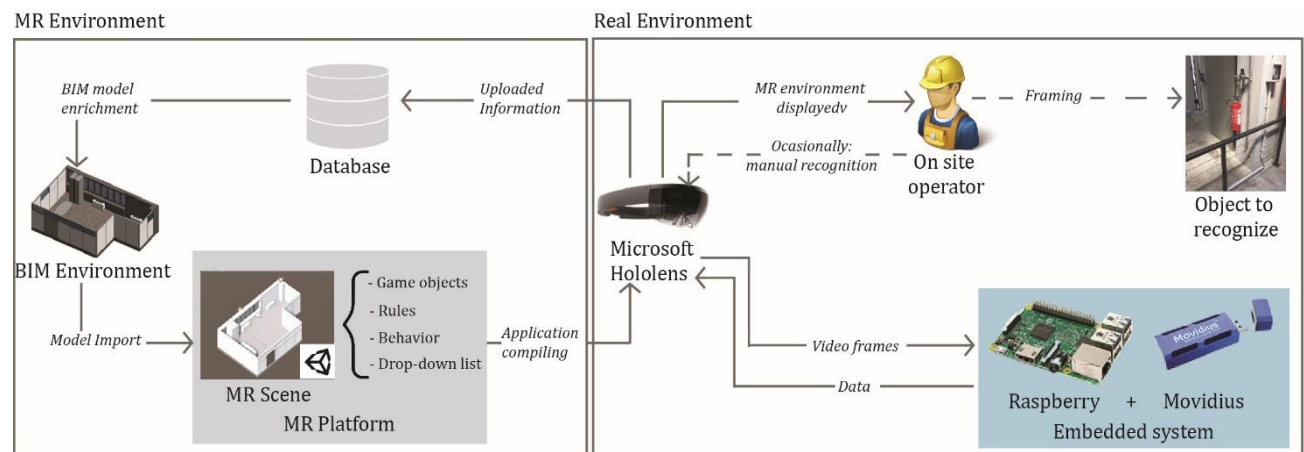 MR Environment
Real Environment
BIM model
enrichment
Uploaded
Information
Database
BIM Environment
Model Import
- Game objects
- Rules
- Behavior
- Drop-down list
MR Scene
MR Platform
Application
compiling
MR environment
displayedv
Ocasionally:
manual recognition
On site
operator
Framing
Object to
recognize
Microsoft
Hololens
Video frames
Data
Movidius
Raspberry + Movidius
Embedded system